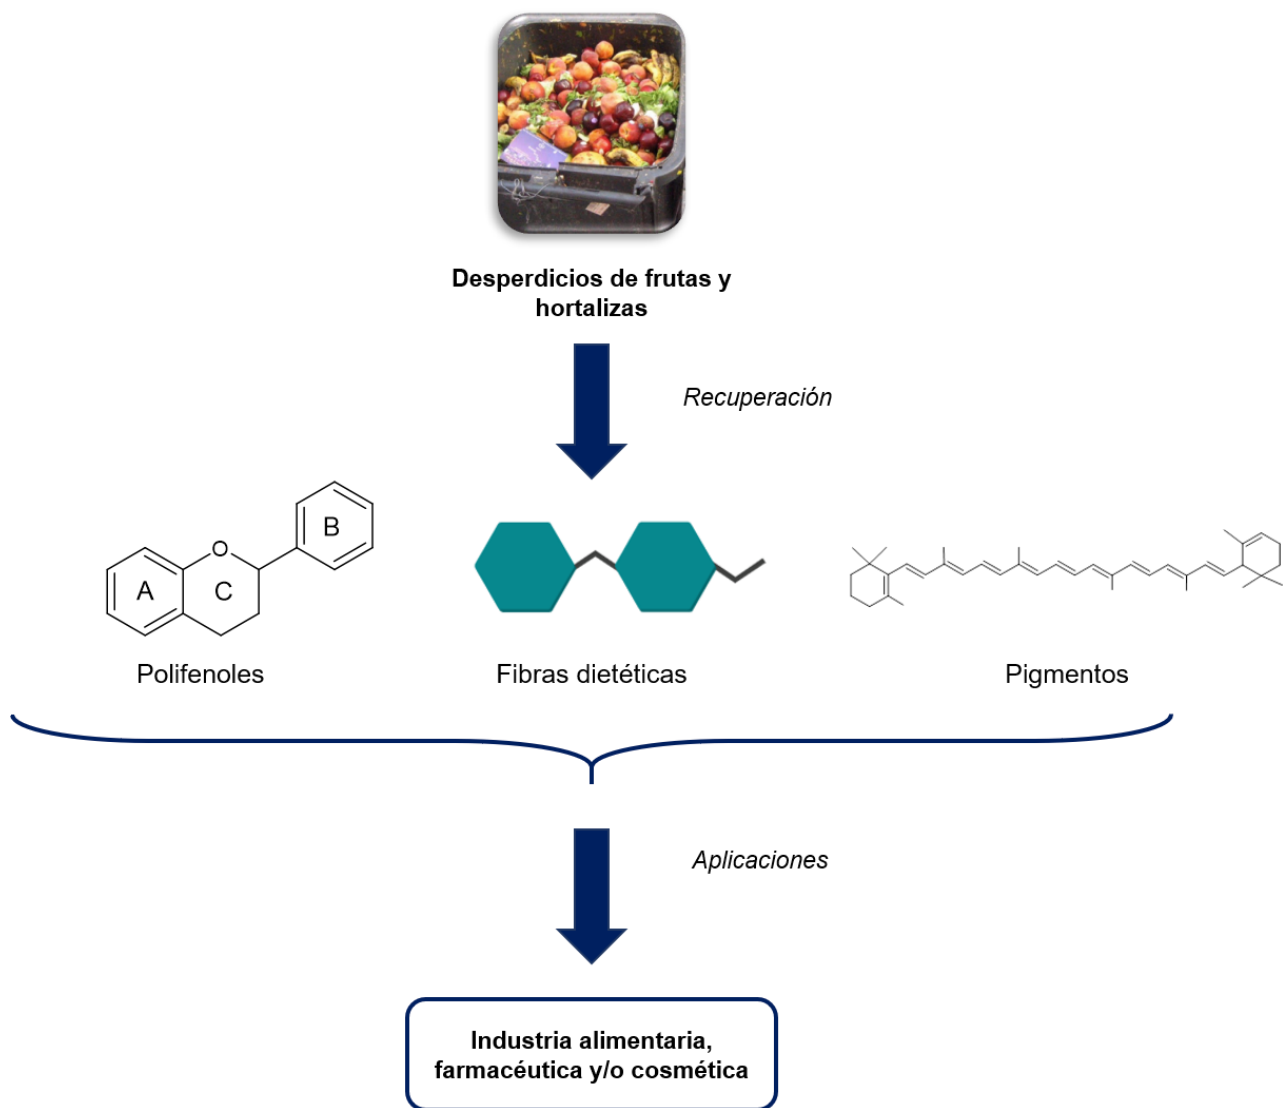 Desperdicios de frutas y
hortalizas
Recuperación
O
B
A
C
Polifenoles
Fibras dietéticas
Pigmentos
Aplicaciones
Industria alimentaria,
farmacéutica y/o cosmética